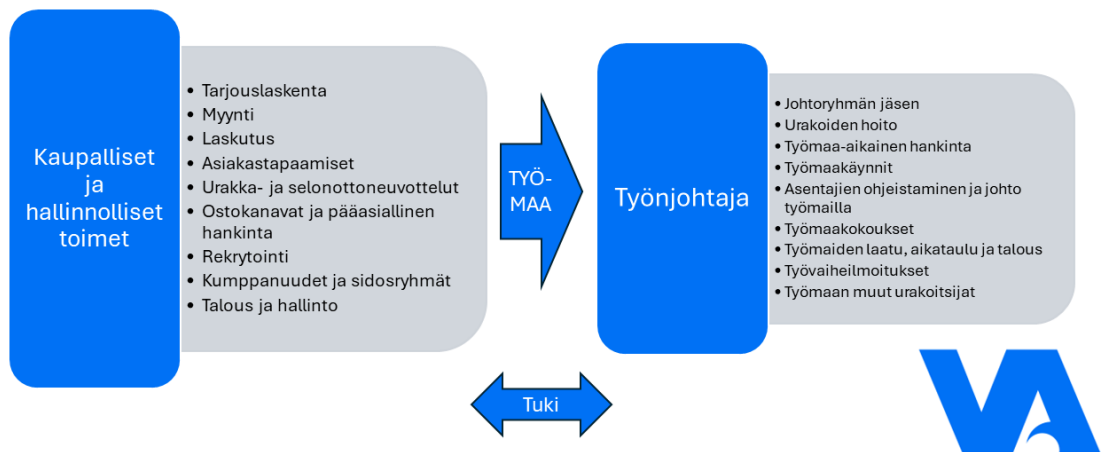 Kaupalliset
ja
hallinnolliset
toimet
• Tarjouslaskenta
• Myynti
• Laskutus
• Asiakastapaamiset
• Urakka- ja selonottoneuvottelut
• Ostokanavat ja pääasiallinen
hankinta
• Rekrytointi
• Kumppanuudet ja sidosryhmät
• Talous ja hallinto
TYÖ-
MAA
Työnjohtaja
• Johtoryhmän jäsen
• Urakoiden hoito
• Työmaa-aikainen hankinta
• Työmaakäynnit
• Asentajien ohjeistaminen ja johto
työmailla
• Työmaakokoukset
• Työmaiden laatu, aikataulu ja talous
• Työvaiheilmoitukset
• Työmaan muut urakoitsijat
Tuki
VA